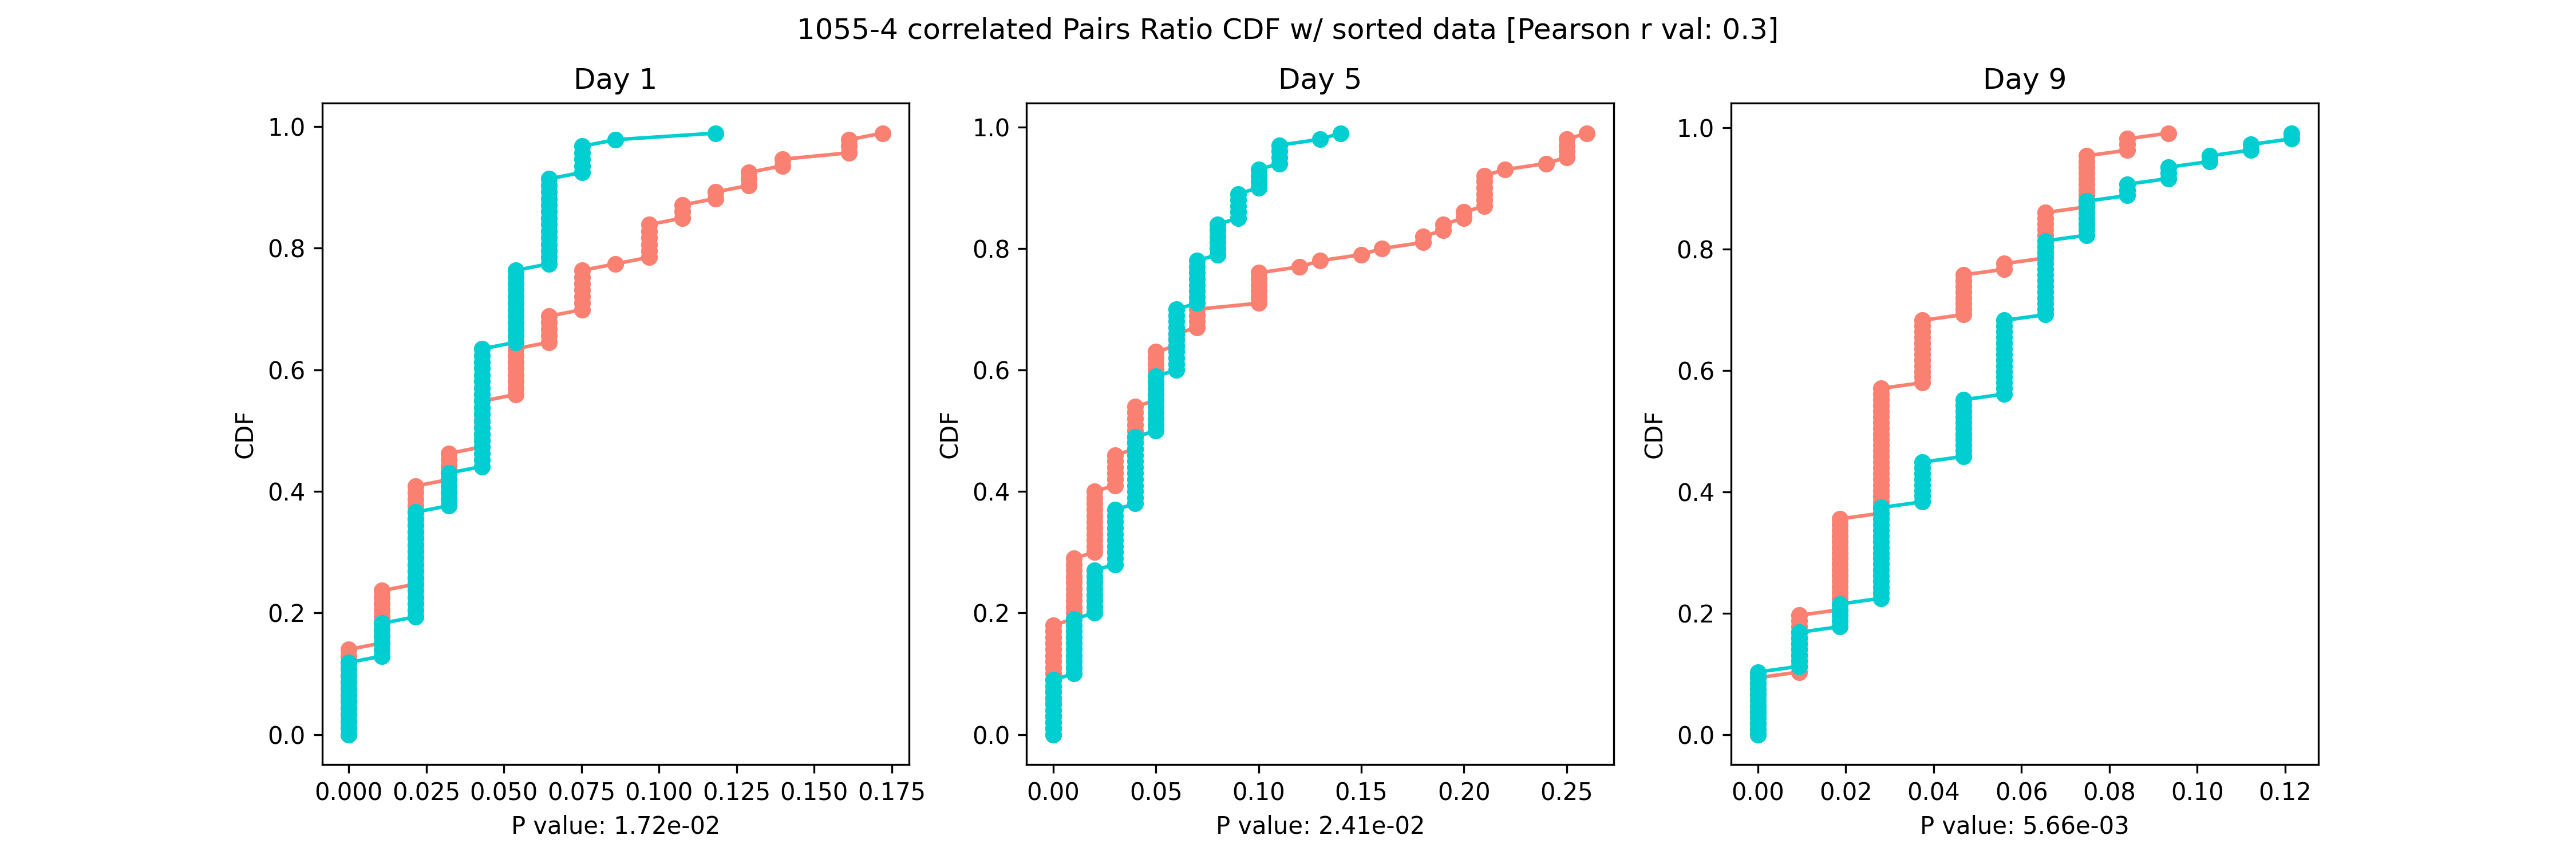 1055-4 correlated Pairs Ratio CDF w/ sorted data [Pearson r val: 0.3]
Day 1
1.0
0.8
0.6
0.4
0.2
0.0
CDF
0.000 0.025 0.050 0.075 0.100 0.125 0.150 0.175
P value: 1.72e-02
Day 5
1.0
0.8
0.6
0.4
0.2
0.0
CDF
0.00 0.05 0.10 0.15 0.20 0.25
P value: 2.41e-02
Day 9
1.0
0.8
0.6
0.4
0.2
0.0
CDF
0.00 0.02 0.04 0.06 0.08 0.10 0.12
P value: 5.66e-03